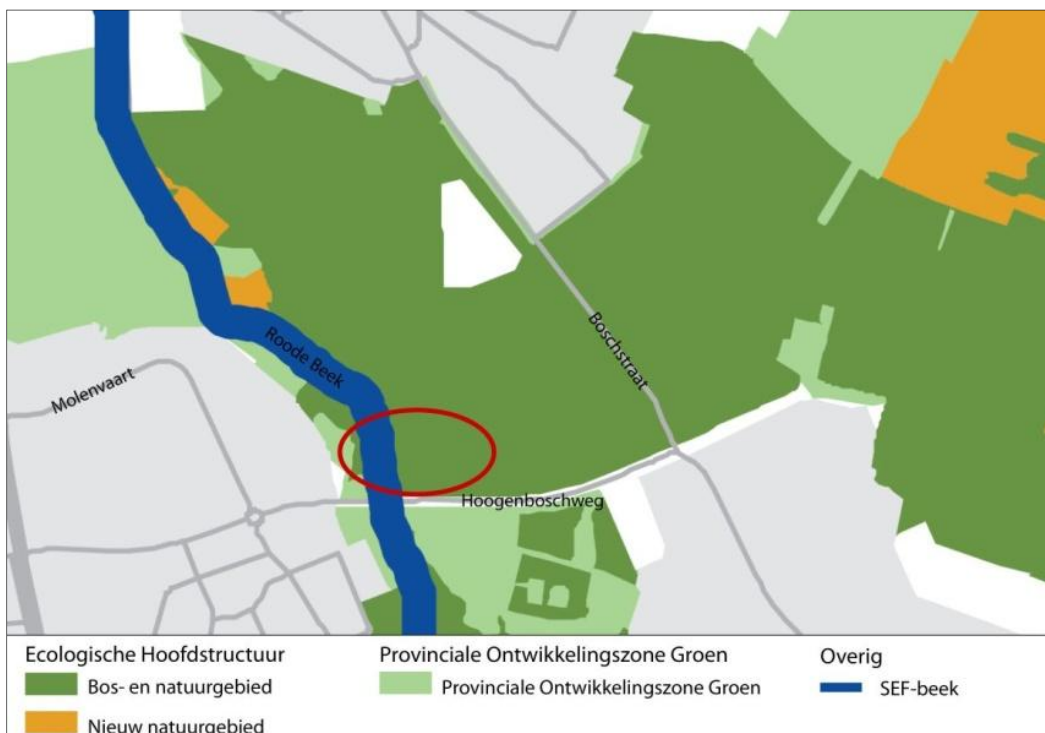 Boschstraat
Roode Beek
Molenvaart
Hoogenboschweg
Ecologische Hoofdstructuur
Bos- en natuurgebied
Nieuw natuurgebied
Provinciale Ontwikkelingszone Groen
Provinciale Ontwikkelingszone Groen
Overig
SEF-beek